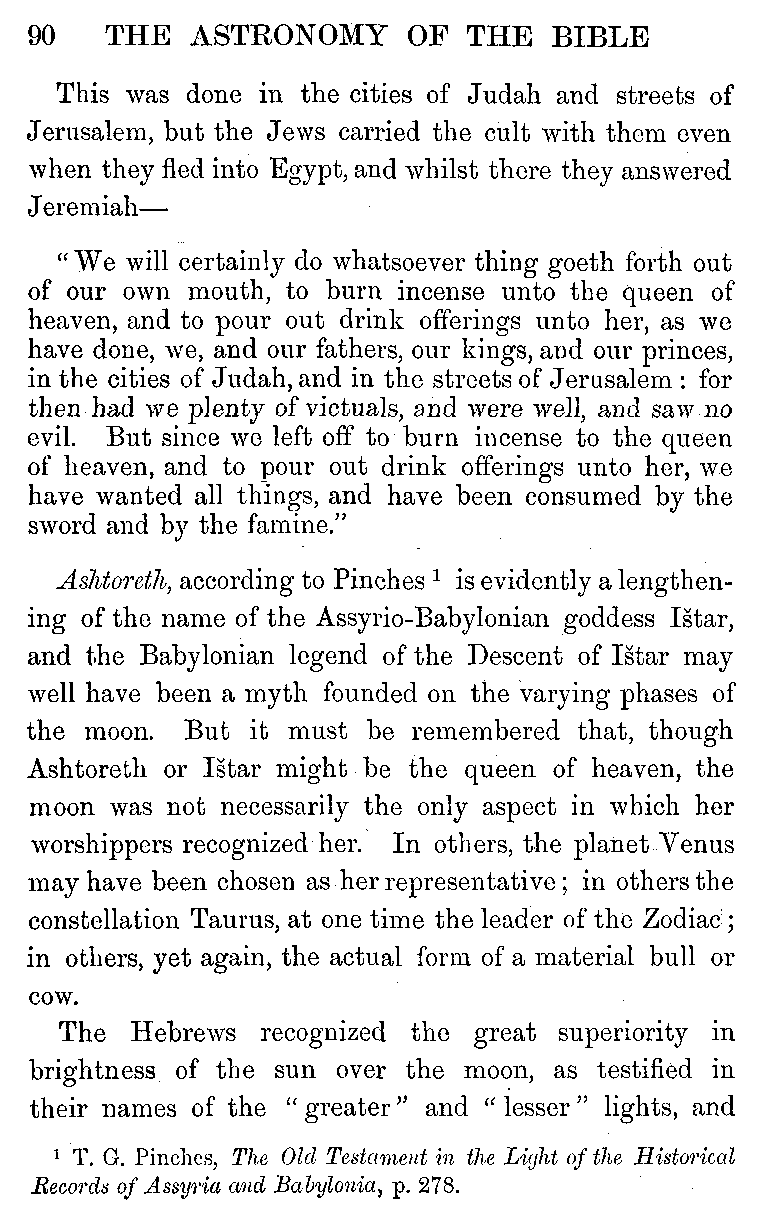 90 THE ASTRONOMY OF THE BIBLE
This was done in the cities of Judah and streets of
Jerusalem, but the Jews carried the cult with them even
when they fled into Egypt, and whilst there they answered
Jeremiah—
"We will certainly do whatsoever thing goeth forth out
of our own mouth, to burn incense unto the queen of
heaven, and to pour out drink offerings unto her, as we
have done, we, and our fathers, our kings, and our princes,
in the cities of Judah, and in the streets of Jerusalem : for
then had we plenty of victuals, and were well, and saw no
evil. But since we left off to burn incense to the queen
of heaven, and to pour out drink offerings unto her, we
have wanted all things, and have been consumed by the
sword and by the famine."
Ashtoreth, according to Pinches ¹ is evidently a lengthen-
ing of the name of the Assyrio-Babylonian goddess Ištar,
and the Babylonian legend of the Descent of Ištar may
well have been a myth founded on the varying phases of
the moon. But it must be remembered that, though
Ashtoreth or Ištar might be the queen of heaven, the
moon was not necessarily the only aspect in which her
worshippers recognized her. In others, the planet Venus
may have been chosen as her representative ; in others the
constellation Taurus, at one time the leader of the Zodiac ;
in others, yet again, the actual form of a material bull or
cow.
The Hebrews recognized the great superiority in
brightness of the sun over the moon, as testified in
their names of the "greater" and "lesser" lights, and
¹ T. G. Pinches, The Old Testament in the Light of the Historical
Records of Assyria and Babylonia, p. 278.